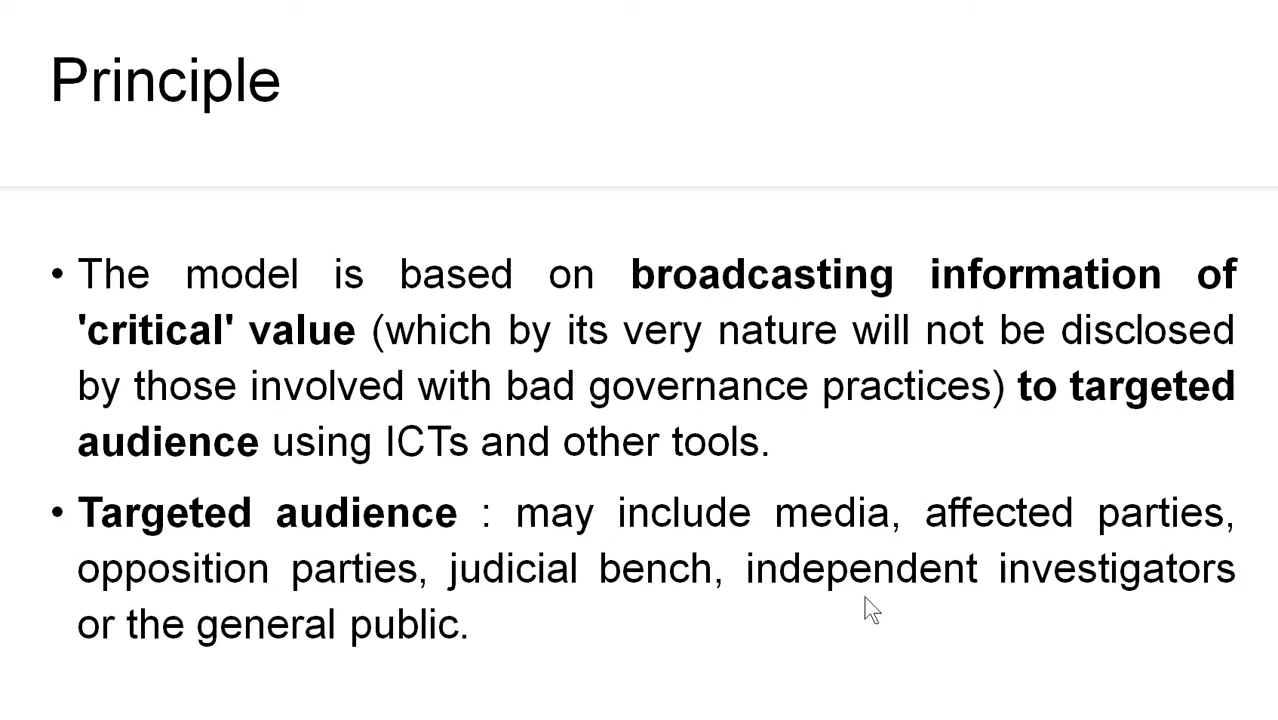 Principle
• The model is based on broadcasting information of
'critical' value (which by its very nature will not be disclosed
by those involved with bad governance practices) to targeted
audience using ICTs and other tools.
• Targeted audience : may include media, affected parties,
opposition parties, judicial bench, independent investigators
or the general public.